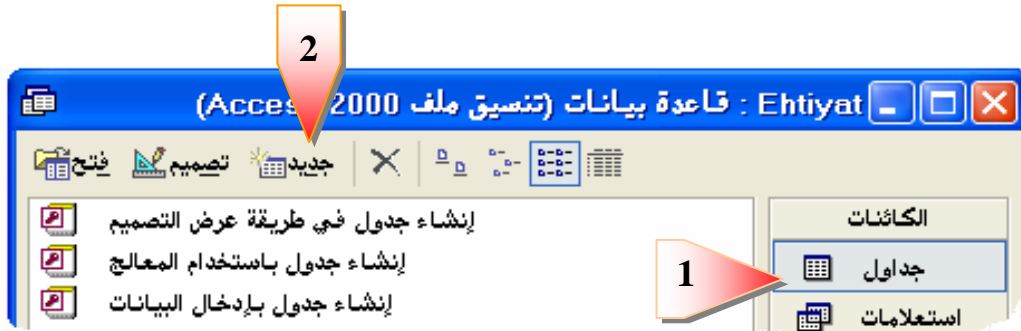 2
Ehtiyat : قاعدة بيانات (تنسيق ملف Access 2000)
فتح تصميم جديد
الكائنات
1
جداول
استعلامات
إنشاء جدول في طريقة عرض التصميم
إنشاء جدول باستخدام المعالج
إنشاء جدول بإدخال البيانات